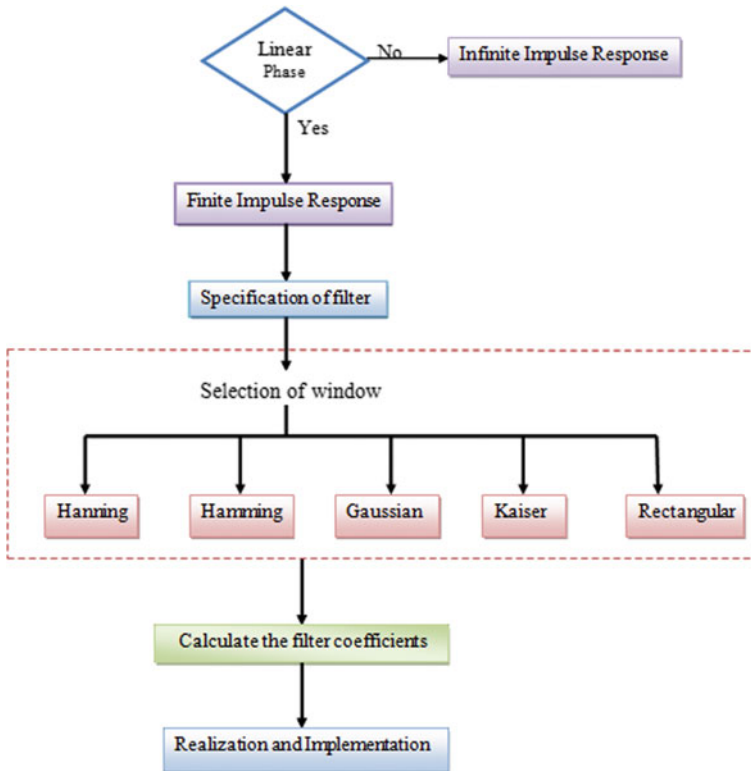 Linear
Phase
No
Infinite Impulse Response
Yes
Finite Impulse Response
Specification of filter
Selection of window
Hanning
Hamming
Gaussian
Kaiser
Rectangular
Calculate the filter coefficients
Realization and Implementation